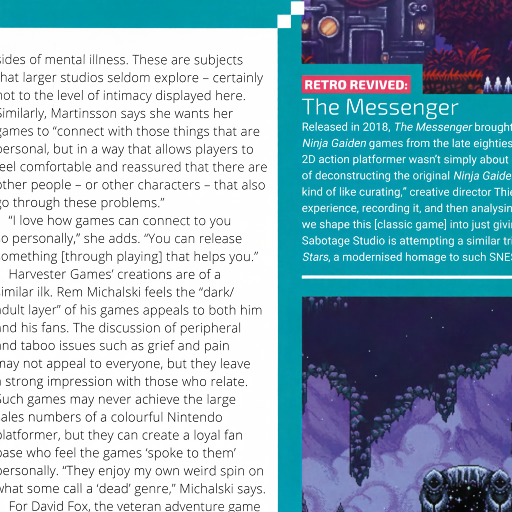 sides of mental illness. These are subjects
that larger studios seldom explore – certainly
not to the level of intimacy displayed here.
Similarly, Martinsson says she wants her
games to “connect with those things that are
personal, but in a way that allows players to
feel comfortable and reassured that there are
other people – or other characters – that also
go through these problems.”
“I love how games can connect to you
so personally,” she adds. “You can release
something [through playing] that helps you.”
Harvester Games’ creations are of a
similar ilk. Rem Michalski feels the “dark/
adult layer” of his games appeals to both him
and his fans. The discussion of peripheral
and taboo issues such as grief and pain
may not appeal to everyone, but they leave
a strong impression with those who relate.
Such games may never achieve the large
sales numbers of a colourful Nintendo
platformer, but they can create a loyal fan
base who feel the games ‘spoke to them’
personally. “They enjoy my own weird spin on
what some call a ‘dead’ genre,” Michalski says.
For David Fox, the veteran adventure game
RETRO REVIVED:
The Messenger
Released in 2018, The Messenger brought
Ninja Gaiden games from the late eighties
2D action platformer wasn’t simply about
of deconstructing the original Ninja Gaide
kind of like curating,” creative director Thie
experience, recording it, and then analysin
we shape this [classic game] into just givi
Sabotage Studio is attempting a similar tri
Stars, a modernised homage to such SNES